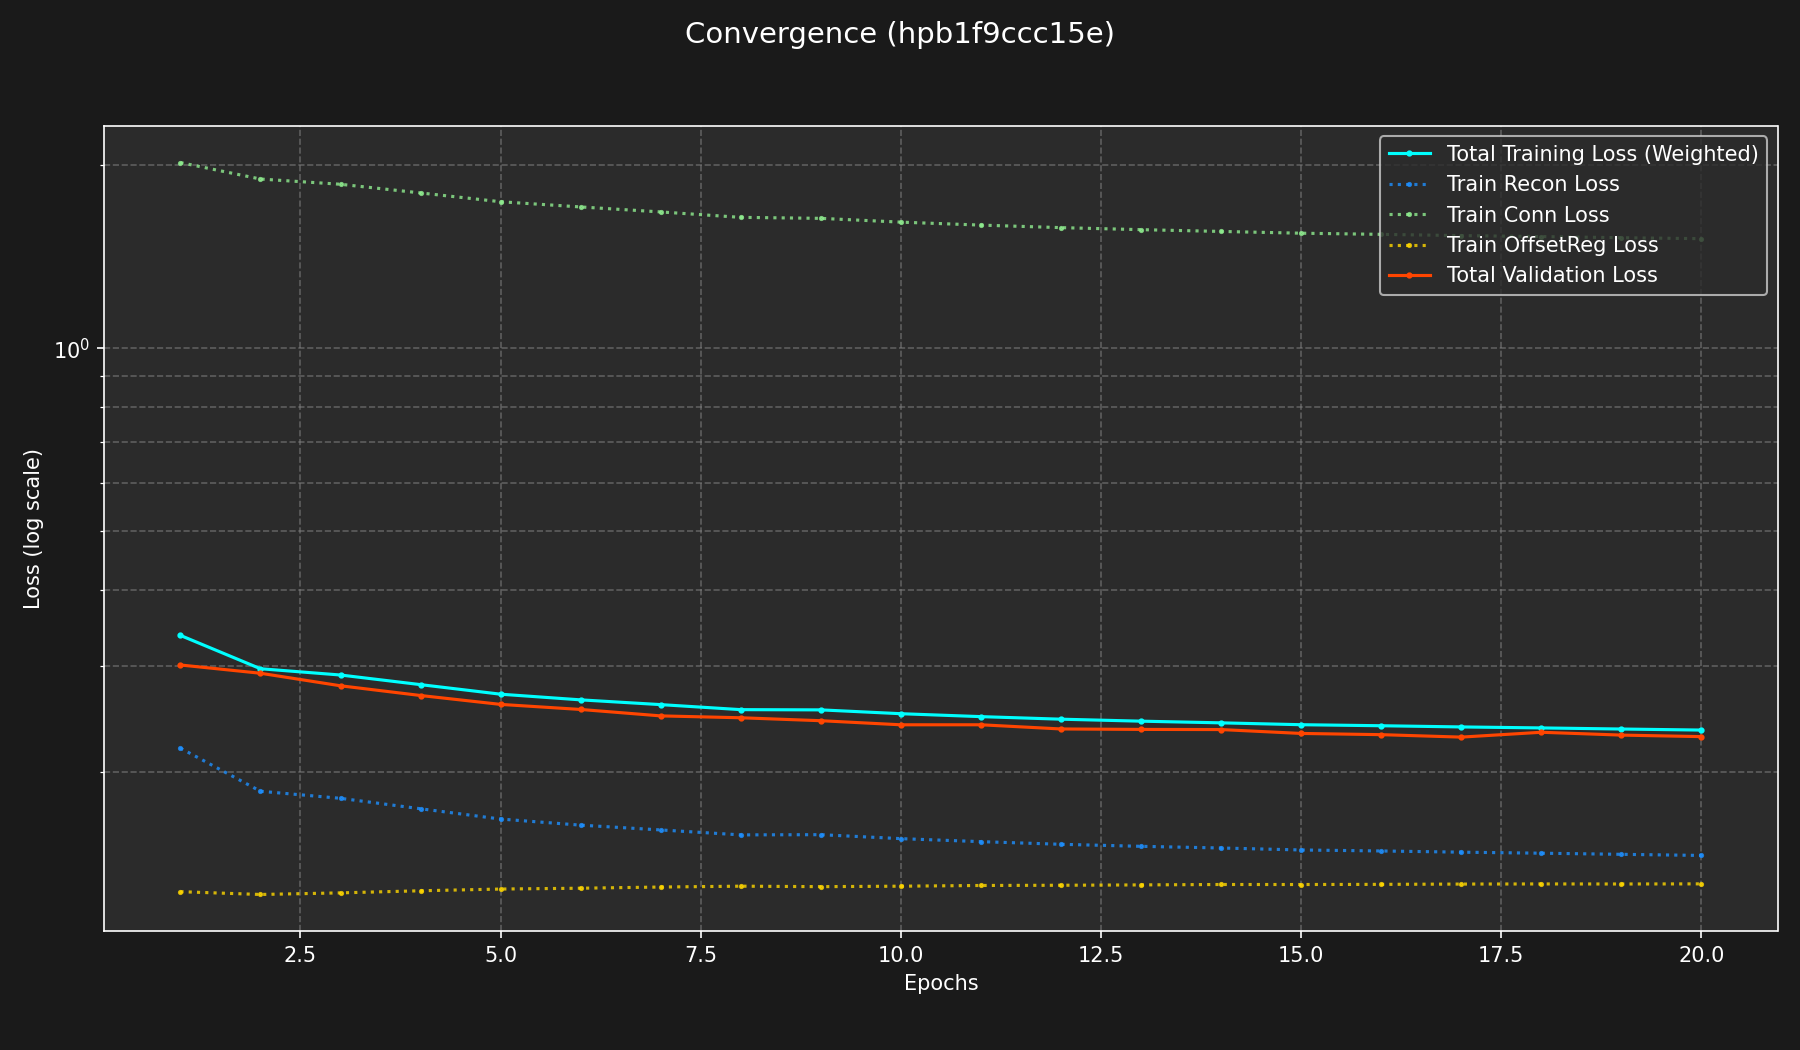 Convergence (hpb1f9ccc15e)
Total Training Loss (Weighted)
Train Recon Loss
Train Conn Loss
Train OffsetReg Loss
Total Validation Loss
10⁰
Loss (log scale)
2.5 5.0 7.5 10.0 12.5 15.0 17.5 20.0
Epochs